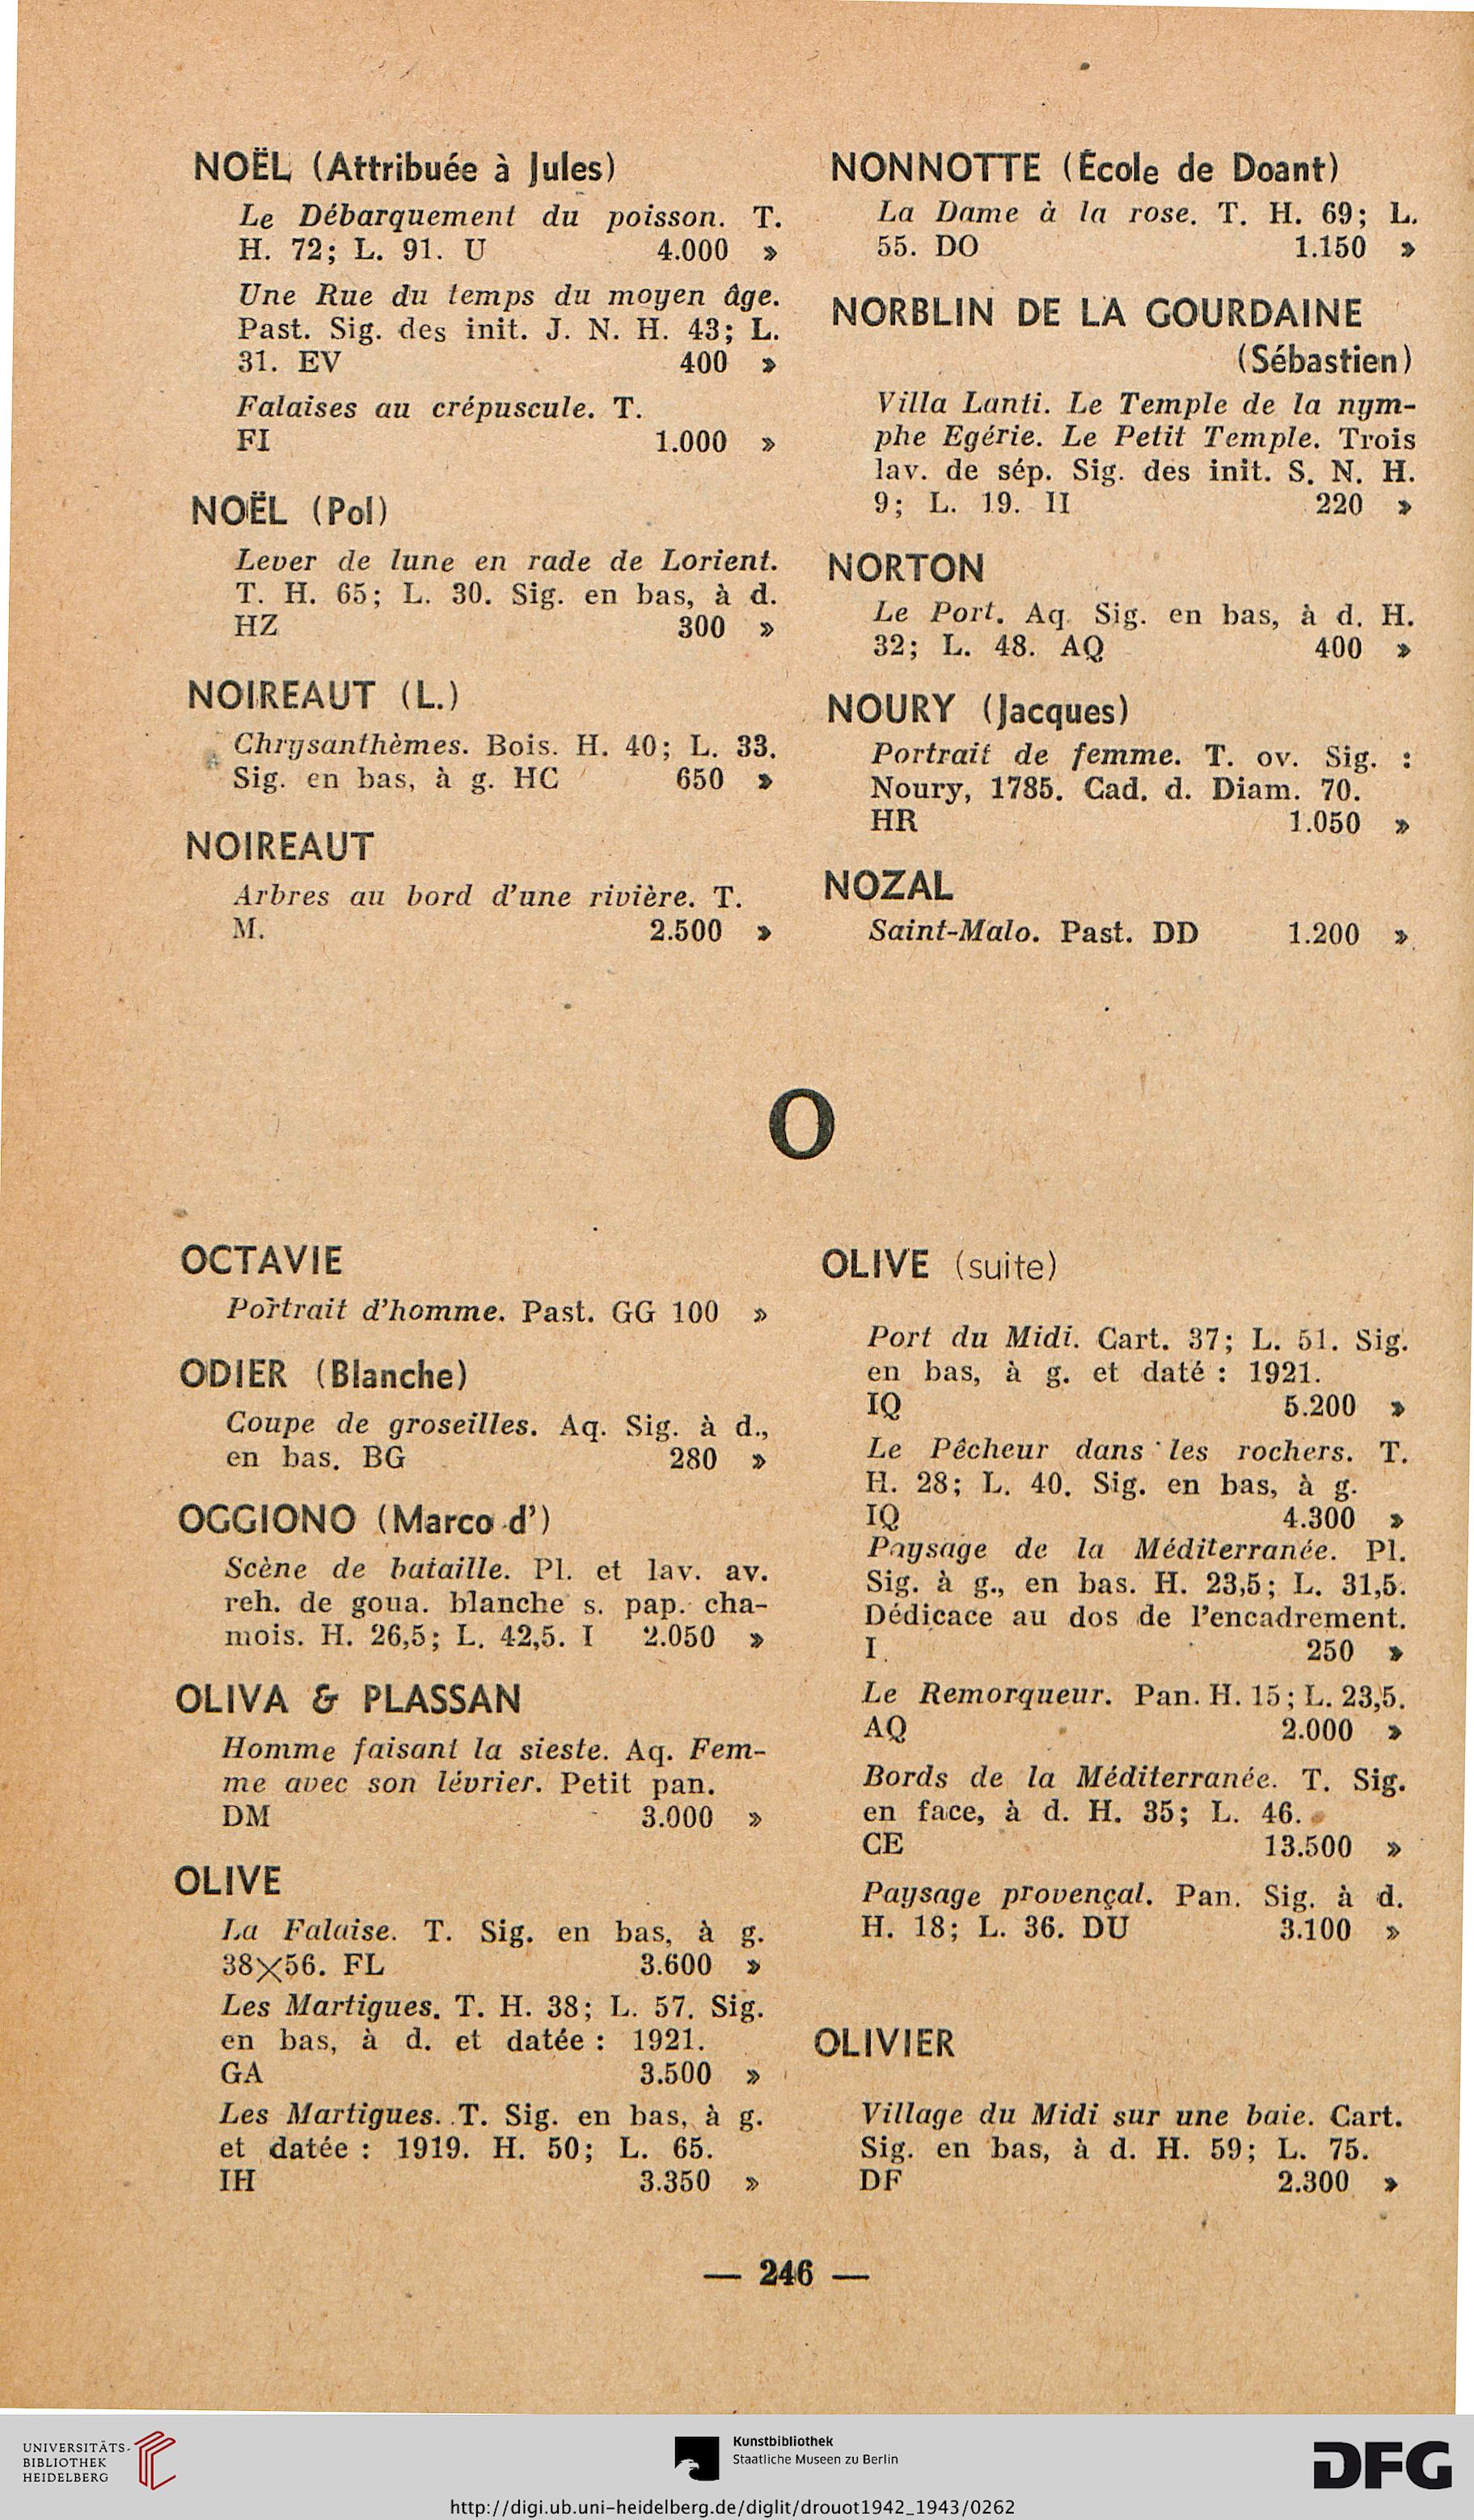 NOËL (Attribuée à Jules)
Le Débarquement du poisson. T.
H. 72; L. 91. U 4.000 »
Une Rue du temps du moyen âge.
Past. Sig. des init. J. N. H. 43; L.
31. EV 400 »
Falaises au crépuscule. T.
FI 1.000 »
NOËL (Pol)
Lever de lune en rade de Lorient.
T. H. 65; L. 30. Sig. en bas, à d.
HZ 300 »
NOIREAUT (L.)
Chrysanthèmes. Bois. H. 40; L. 33.
Sig. en bas, à g. HC 650 »
NOIREAUT
Arbres au bord d'une rivière. T.
M. 2.500 »
NONNOTTE (École de Doant)
La Dame à la rose. T. H. 69; L.
55. DO 1.150 »
NORBLIN DE LA GOURDAINE
(Sébastien)
Villa Lanti. Le Temple de la nym-
phe Egérie. Le Petit Temple. Trois
lav. de sép. Sig. des init. S. N. H.
9; L. 19. II 220 »
NORTON
Le Port. Aq. Sig. en bas, à d. H.
32; L. 48. AQ 400 »
NOURY (Jacques)
Portrait de femme. T. ov. Sig. :
Noury, 1785. Cad. d. Diam. 70.
HR 1.050 »
NOZAL
Saint-Malo. Past. DD 1.200 »
O
OCTAVIE
Portrait d'homme. Past. GG 100 »
ODIER (Blanche)
Coupe de groseilles. Aq. Sig. à d.,
en bas. BG 280 »
OGGIONO (Marco d')
Scène de bataille. Pl. et lav. av.
reh. de goua. blanche s. pap. cha-
mois. H. 26,5; L. 42,5. I 2.050 »
OLIVA & PLASSAN
Homme faisant la sieste. Aq. Fem-
me avec son lévrier. Petit pan.
DM 3.000 »
OLIVE
La Falaise. T. Sig. en bas, à g.
38×56. FL 3.600 »
Les Martigues. T. H. 38; L. 57. Sig.
en bas, à d. et datée : 1921.
GA 3.500 »
Les Martigues. T. Sig. en bas, à g.
et datée : 1919. H. 50; L. 65.
IH 3.350 »
OLIVE (suite)
Port du Midi. Cart. 37; L. 51. Sig.
en bas, à g. et daté : 1921.
IQ 5.200 »
Le Pêcheur dans les rochers. T.
H. 28; L. 40. Sig. en bas, à g.
IQ 4.300 »
Paysage de la Méditerranée. Pl.
Sig. à g., en bas. H. 23,5; L. 31,5.
Dédicace au dos de l'encadrement.
I. 250 »
Le Remorqueur. Pan. H. 15; L. 23,5.
AQ 2.000 »
Bords de la Méditerranée. T. Sig.
en face, à d. H. 35; L. 46.
CE 13.500 »
Paysage provençal. Pan. Sig. à d.
H. 18; L. 36. DU 3.100 »
OLIVIER
Village du Midi sur une baie. Cart.
Sig. en bas, à d. H. 59; L. 75.
DF 2.300 »
— 246 —
UNIVERSITÄTS-
BIBLIOTHEK
HEIDELBERG
Kunstbibliothek
Staatliche Museen zu Berlin
DFG
http://digi.ub.uni-heidelberg.de/diglit/drouot1942_1943/0262